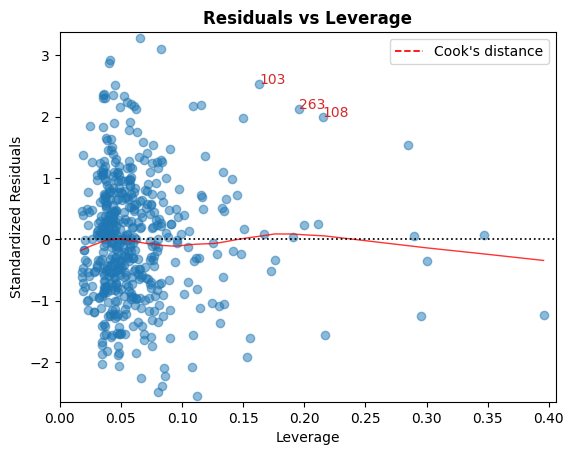 Residuals vs Leverage
Cook's distance
103
263
108
Standardized Residuals
3
2
1
0
−1
−2
0.00 0.05 0.10 0.15 0.20 0.25 0.30 0.35 0.40
Leverage